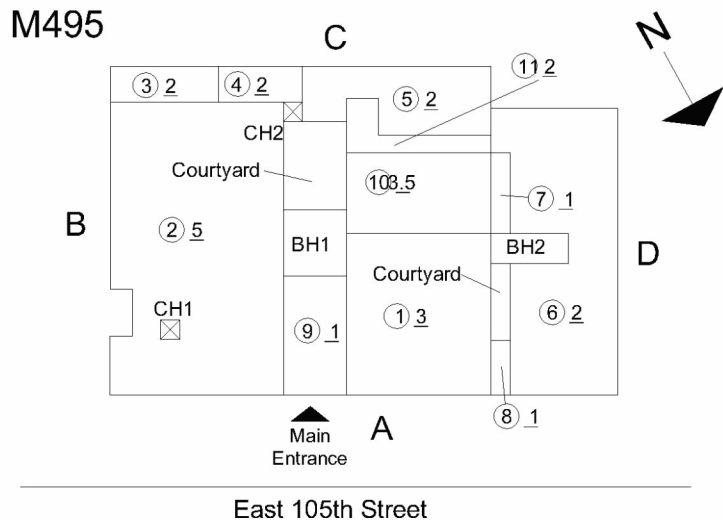 M495
C
N
3 2
4 2
11 2
5 2
CH2
Courtyard
10 3.5
7 1
B
2 5
BH1
BH2
D
Courtyard
CH1
9 1
1 3
6 2
8 1
A
Main
Entrance
East 105th Street